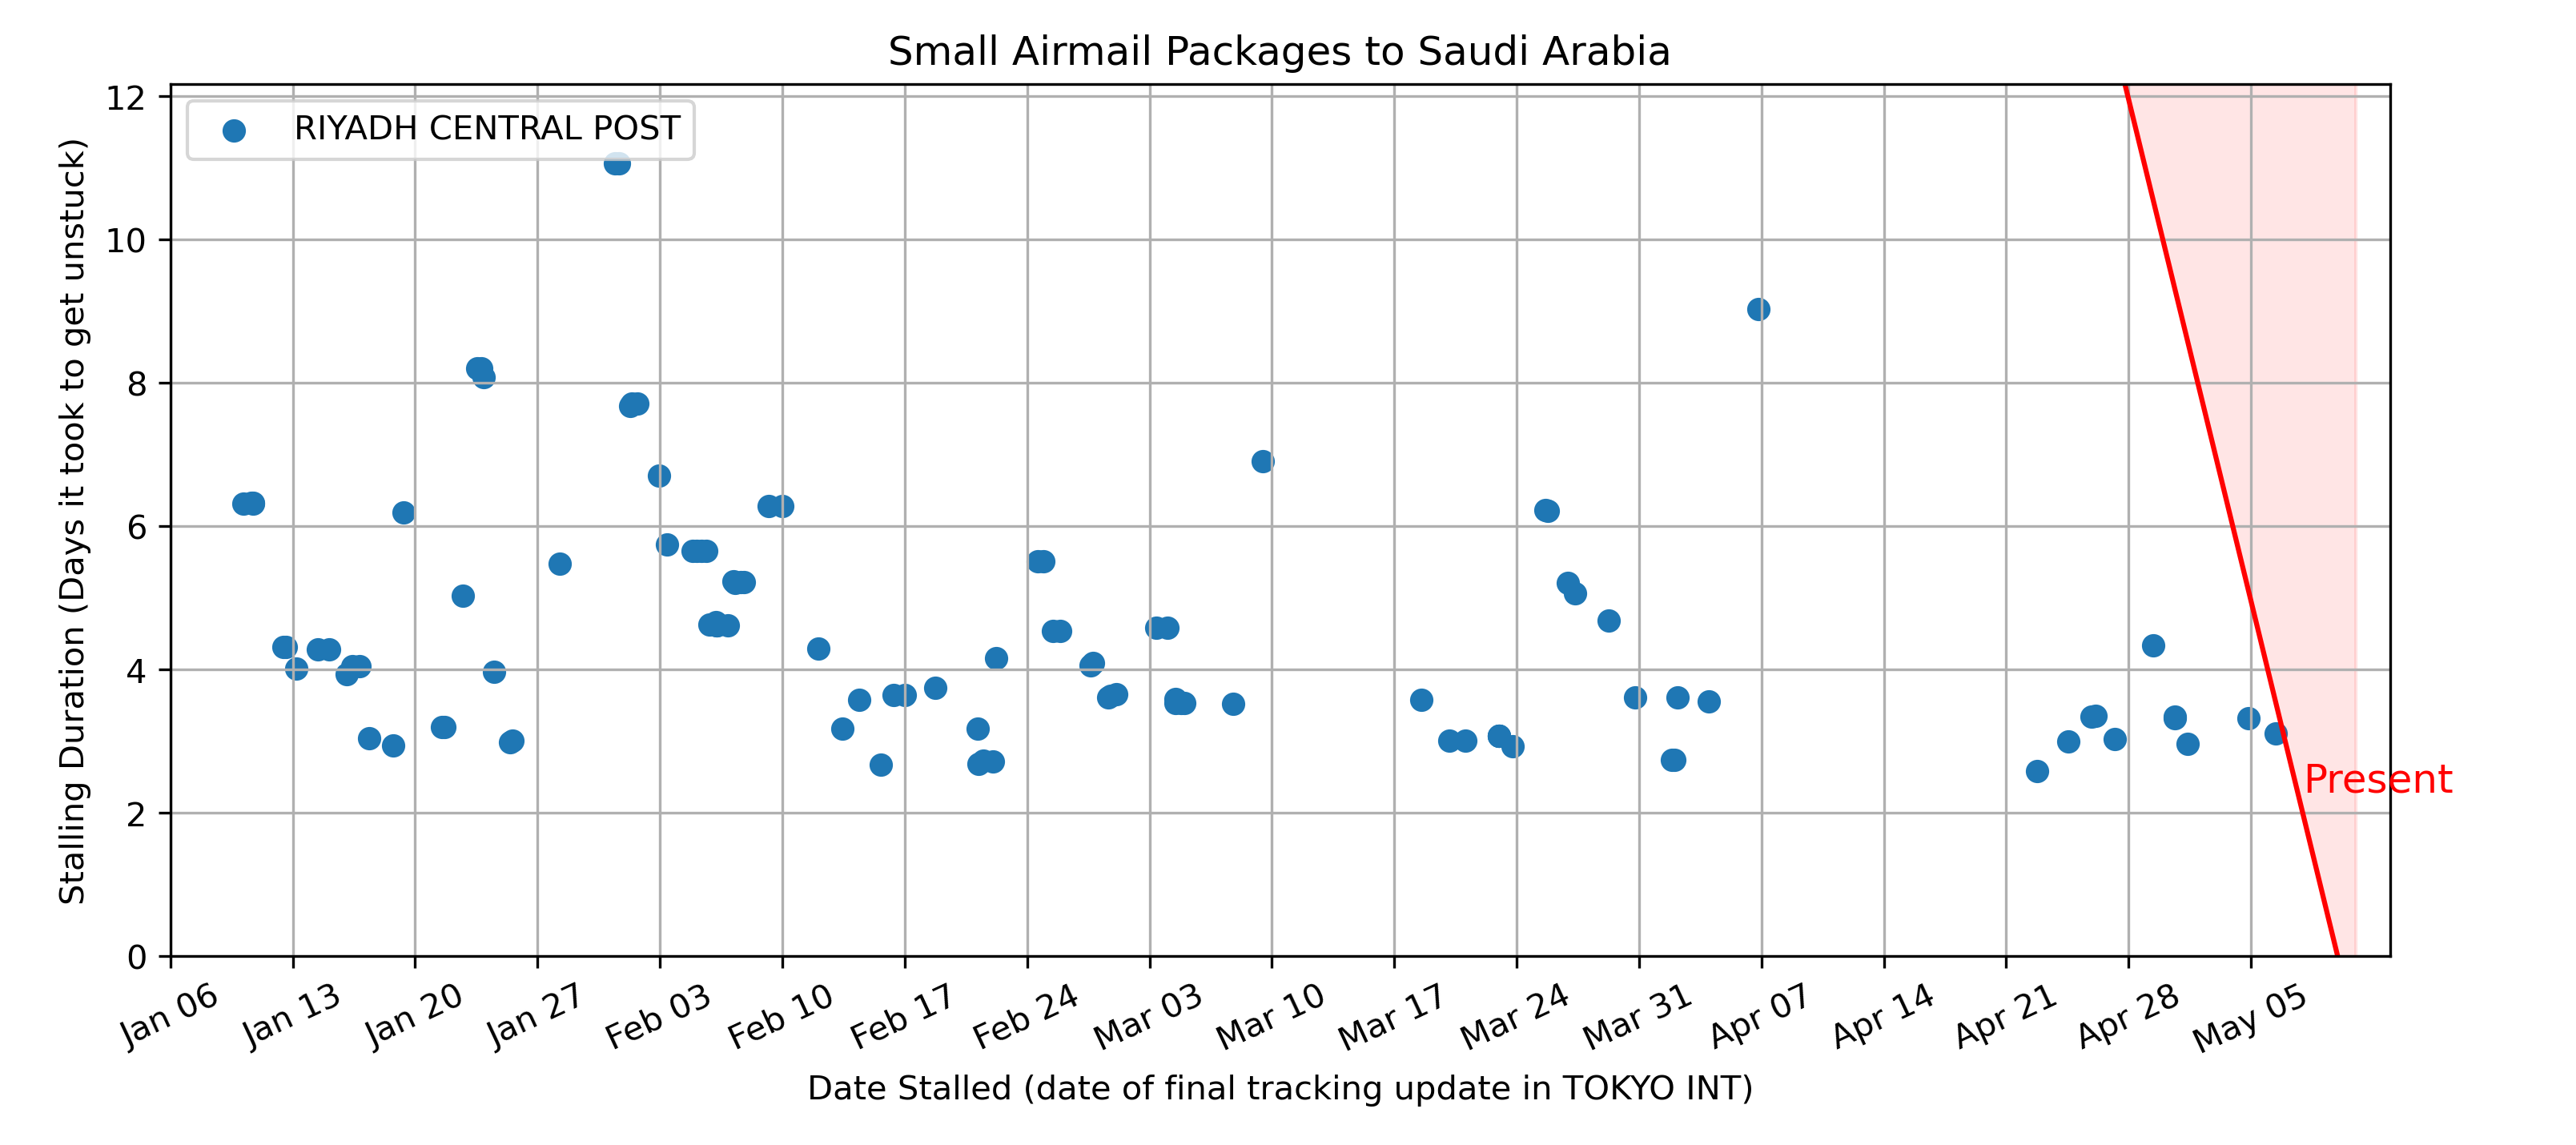 Small Airmail Packages to Saudi Arabia
RIYADH CENTRAL POST
Stalling Duration (Days it took to get unstuck)
12
10
8
6
4
2
0
Present
Jan 06
Jan 13
Jan 20
Jan 27
Feb 03
Feb 10
Feb 17
Feb 24
Mar 03
Mar 10
Mar 17
Mar 24
Mar 31
Apr 07
Apr 14
Apr 21
Apr 28
May 05
Date Stalled (date of final tracking update in TOKYO INT)